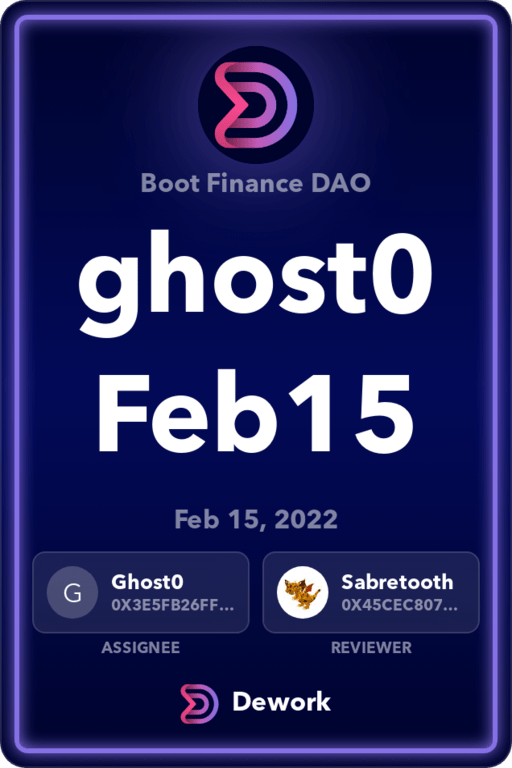 Boot Finance DAO
ghost0
Feb15
Feb 15, 2022
G
Ghost0
0X3E5FB26FF...
ASSIGNEE
Sabretooth
0X45CEC807...
REVIEWER
Dework